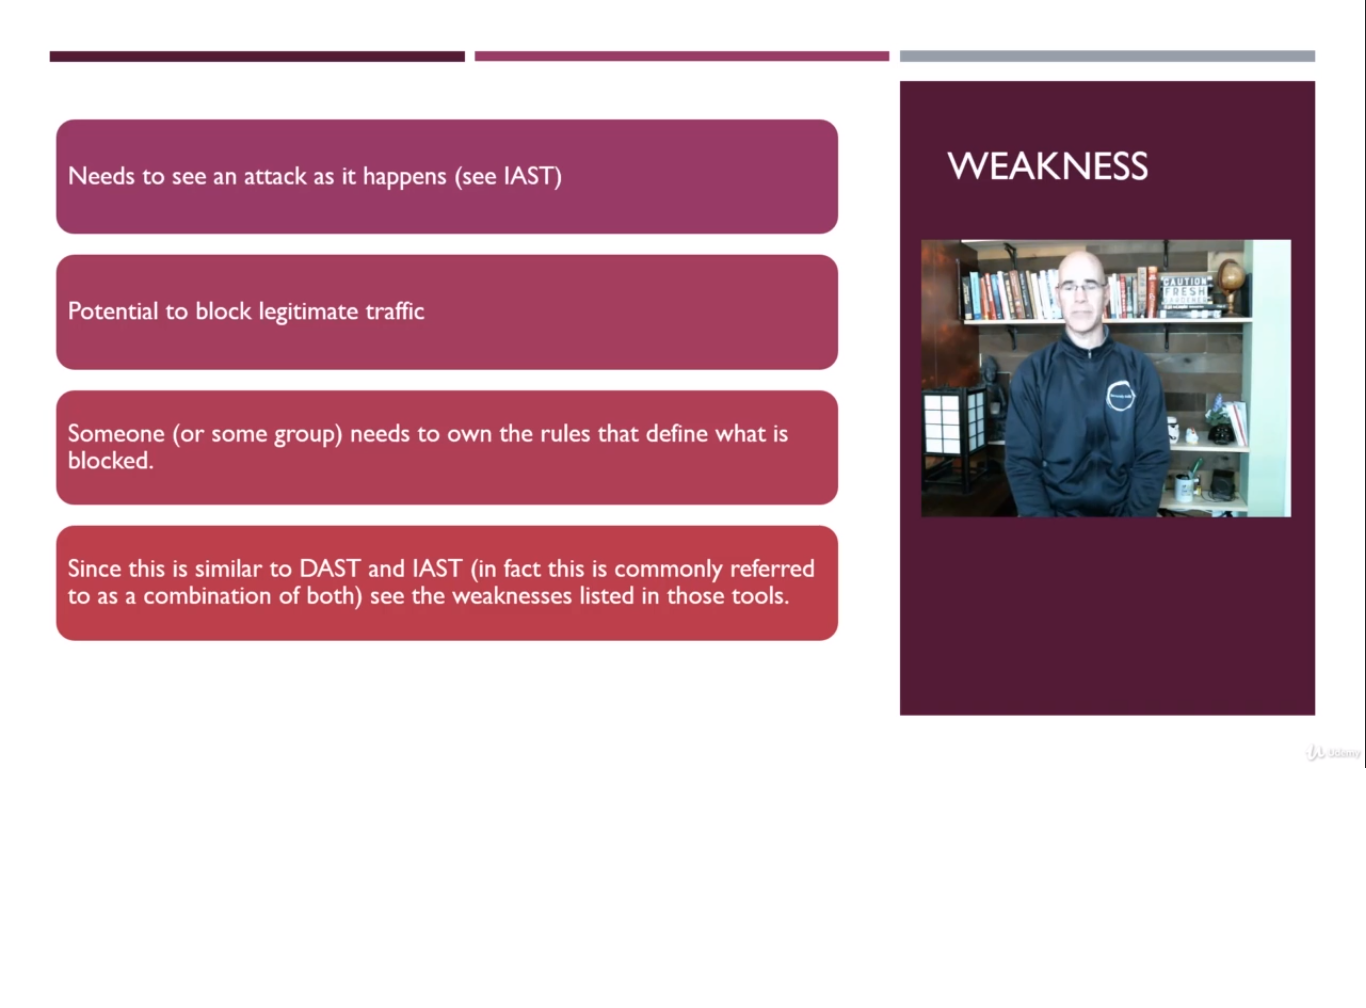 Needs to see an attack as it happens (see IAST)
Potential to block legitimate traffic
Someone (or some group) needs to own the rules that define what is
blocked.
Since this is similar to DAST and IAST (in fact this is commonly referred
to as a combination of both) see the weaknesses listed in those tools.
WEAKNESS
CAUTION
FRESH
Udemy